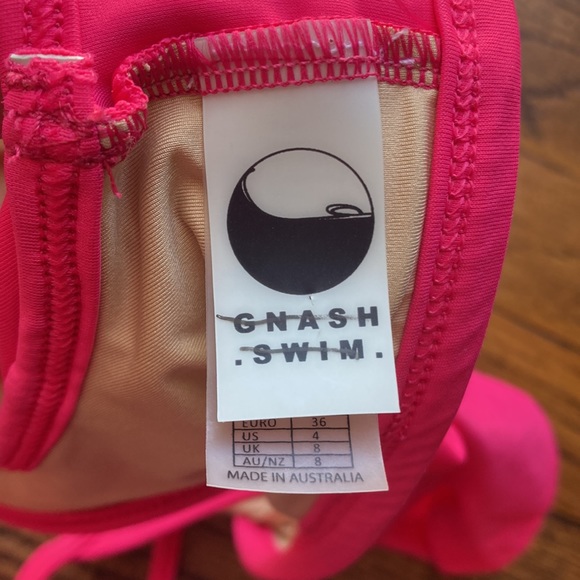 GNASH
.SWIM.
EURO 36
US 4
UK 8
AU/NZ 8
MADE IN AUSTRALIA